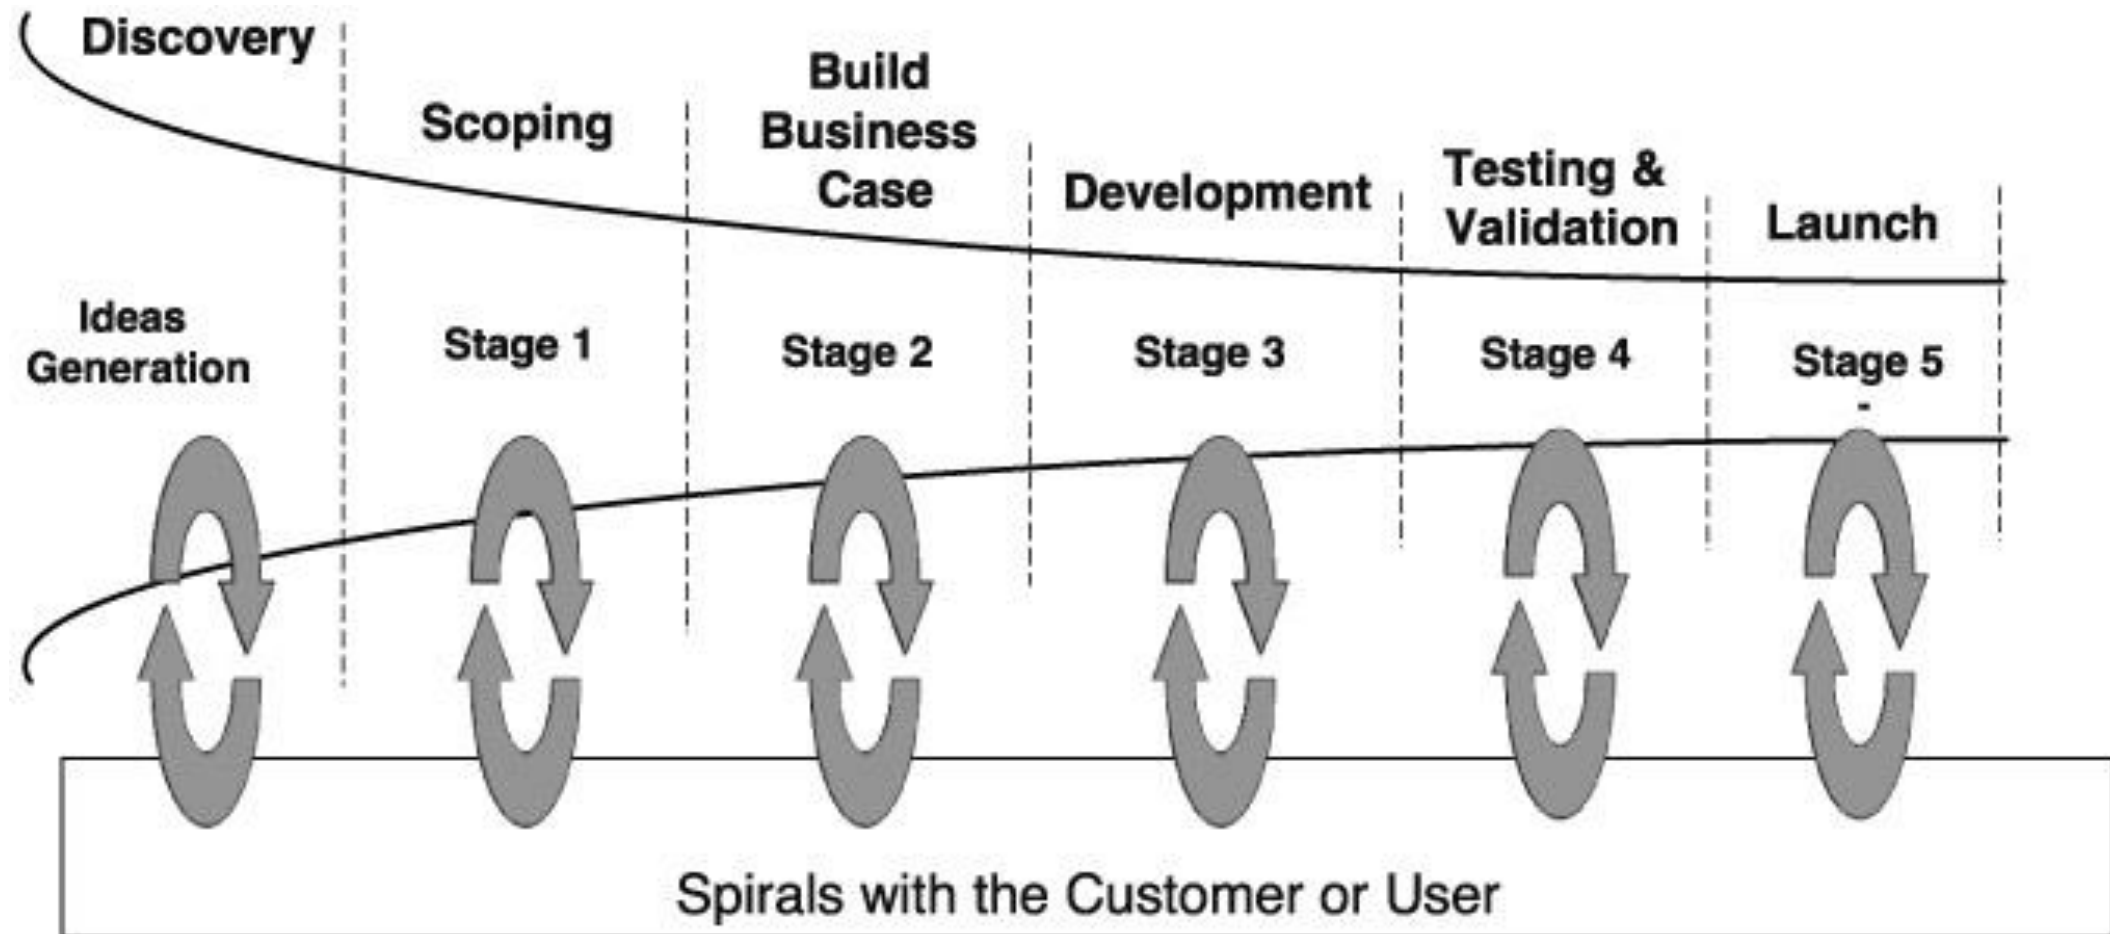 Discovery
Scoping
Build
Business
Case
Development
Testing &
Validation
Launch
Ideas
Generation
Stage 1
Stage 2
Stage 3
Stage 4
Stage 5
-
Spirals with the Customer or User